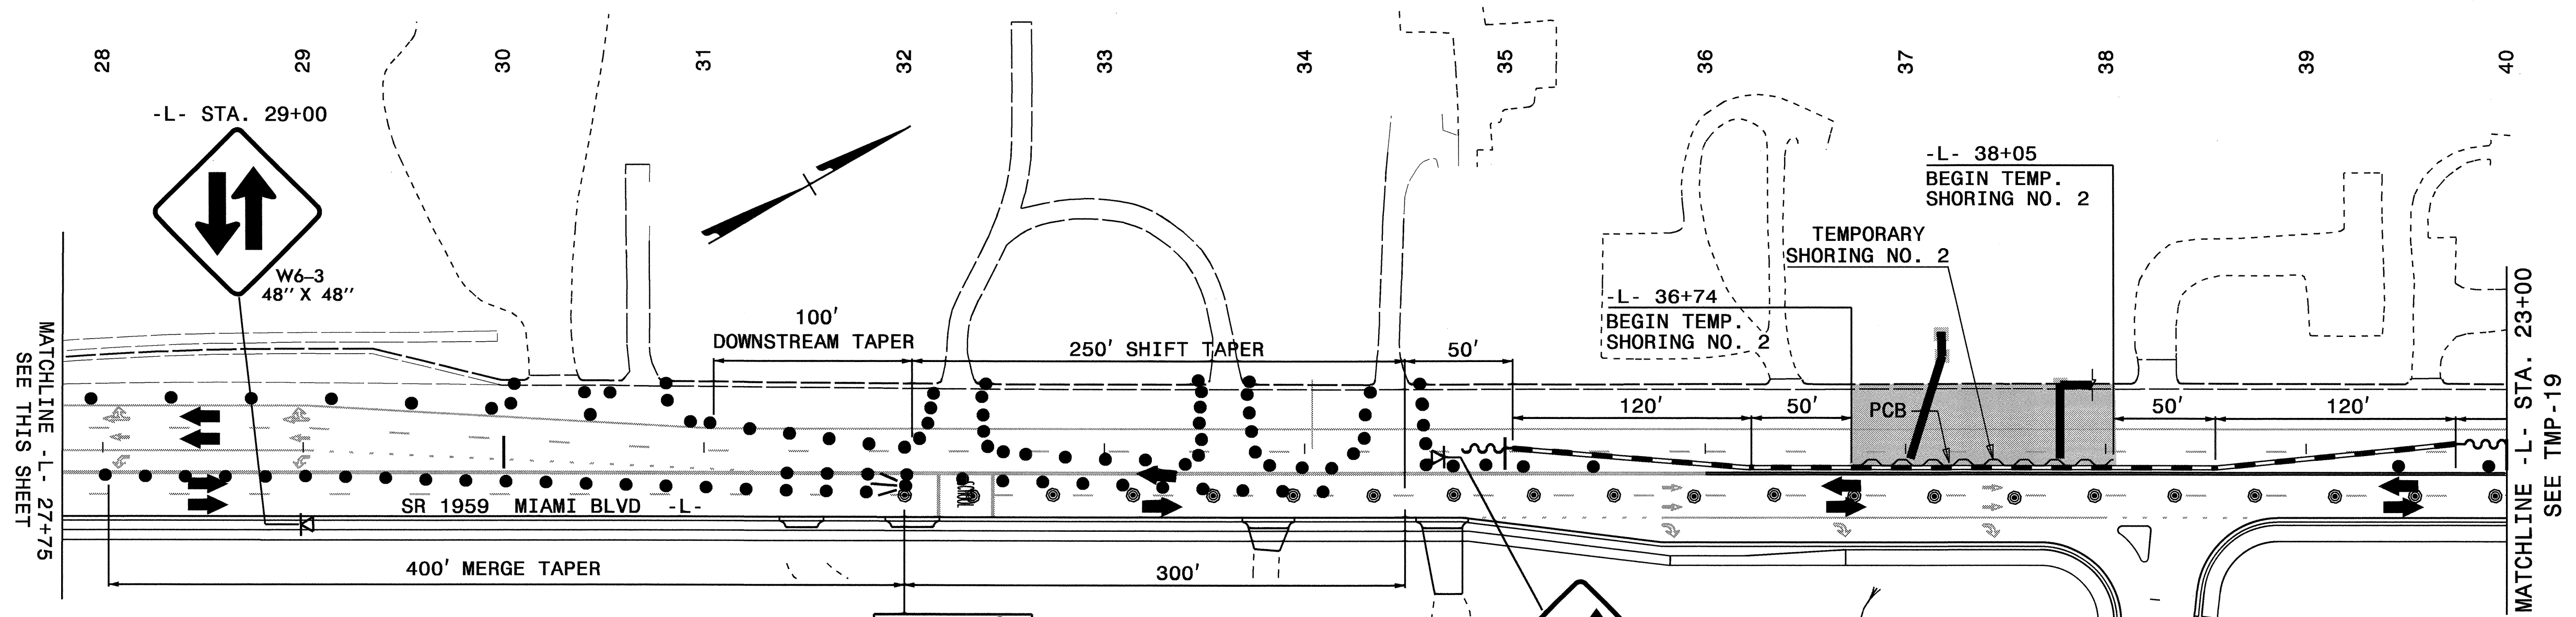 28 29 30 31 32 33 34 35 36 37 38 39 40
-L- STA. 29+00
W6-3
48" X 48"
-L- 38+05
BEGIN TEMP.
SHORING NO. 2
TEMPORARY
SHORING NO. 2
-L- 36+74
BEGIN TEMP.
SHORING NO. 2
100'
DOWNSTREAM TAPER
250' SHIFT TAPER
50'
120'
50'
PCB
50'
120'
SCHOOL
SR 1959 MIAMI BLVD -L-
400' MERGE TAPER
300'
MATCHLINE -L- 27+75
SEE THIS SHEET
MATCHLINE -L- STA. 23+00
SEE TMP-19